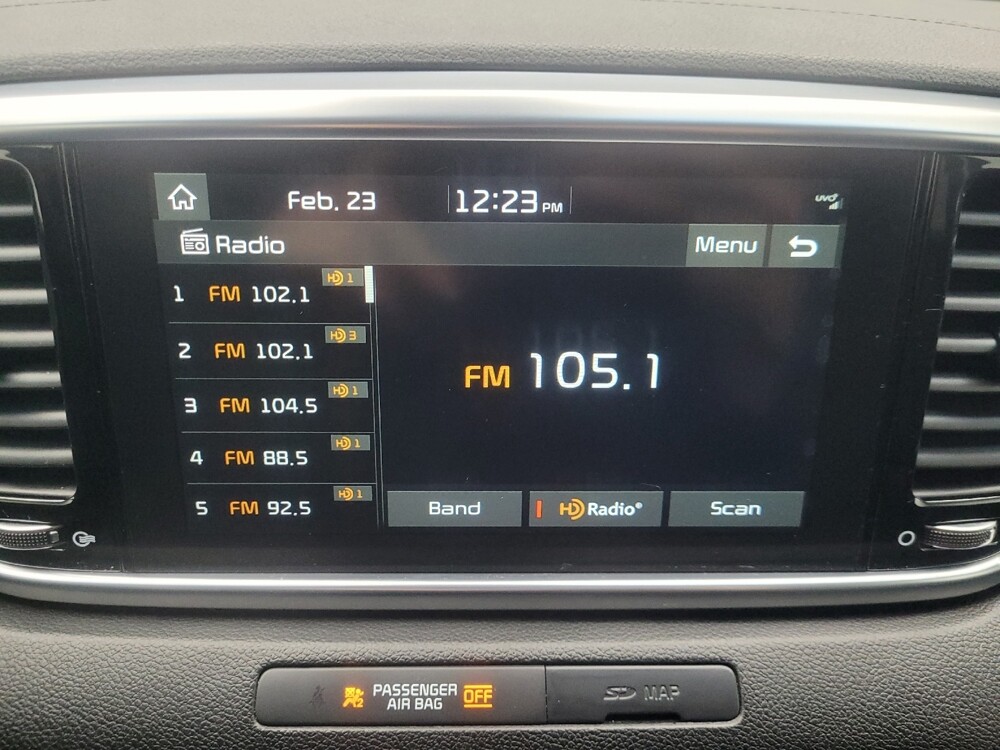 Feb. 23 12:23 PM UVO
Radio Menu
1 FM 102.1 HD 1
2 FM 102.1 HD 3
3 FM 104.5 HD 1
4 FM 88.5 HD 1
5 FM 92.5 HD 1
FM 105.1
Band HD Radio® Scan
2 PASSENGER AIR BAG OFF
SD MAP